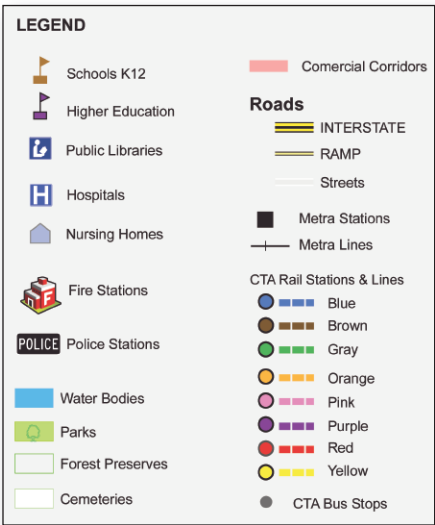 LEGEND
Schools K12
Higher Education
Public Libraries
H
Hospitals
Nursing Homes
F
Fire Stations
POLICE
Police Stations
Water Bodies
Parks
Forest Preserves
Cemeteries
Comercial Corridors
Roads
INTERSTATE
RAMP
Streets
Metra Stations
Metra Lines
CTA Rail Stations & Lines
Blue
Brown
Gray
Orange
Pink
Purple
Red
Yellow
CTA Bus Stops